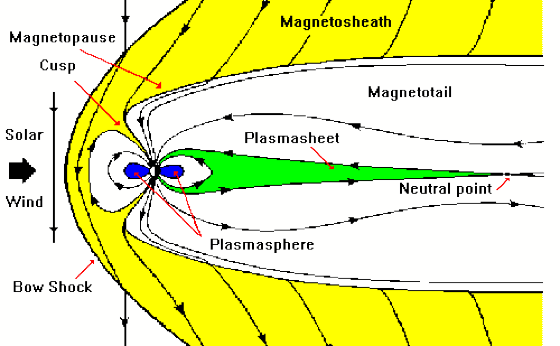 Magnetosheath
Magnetopause
Cusp
Magnetotail
Solar
Wind
Plasmasheet
Neutral point
Plasmasphere
Bow Shock